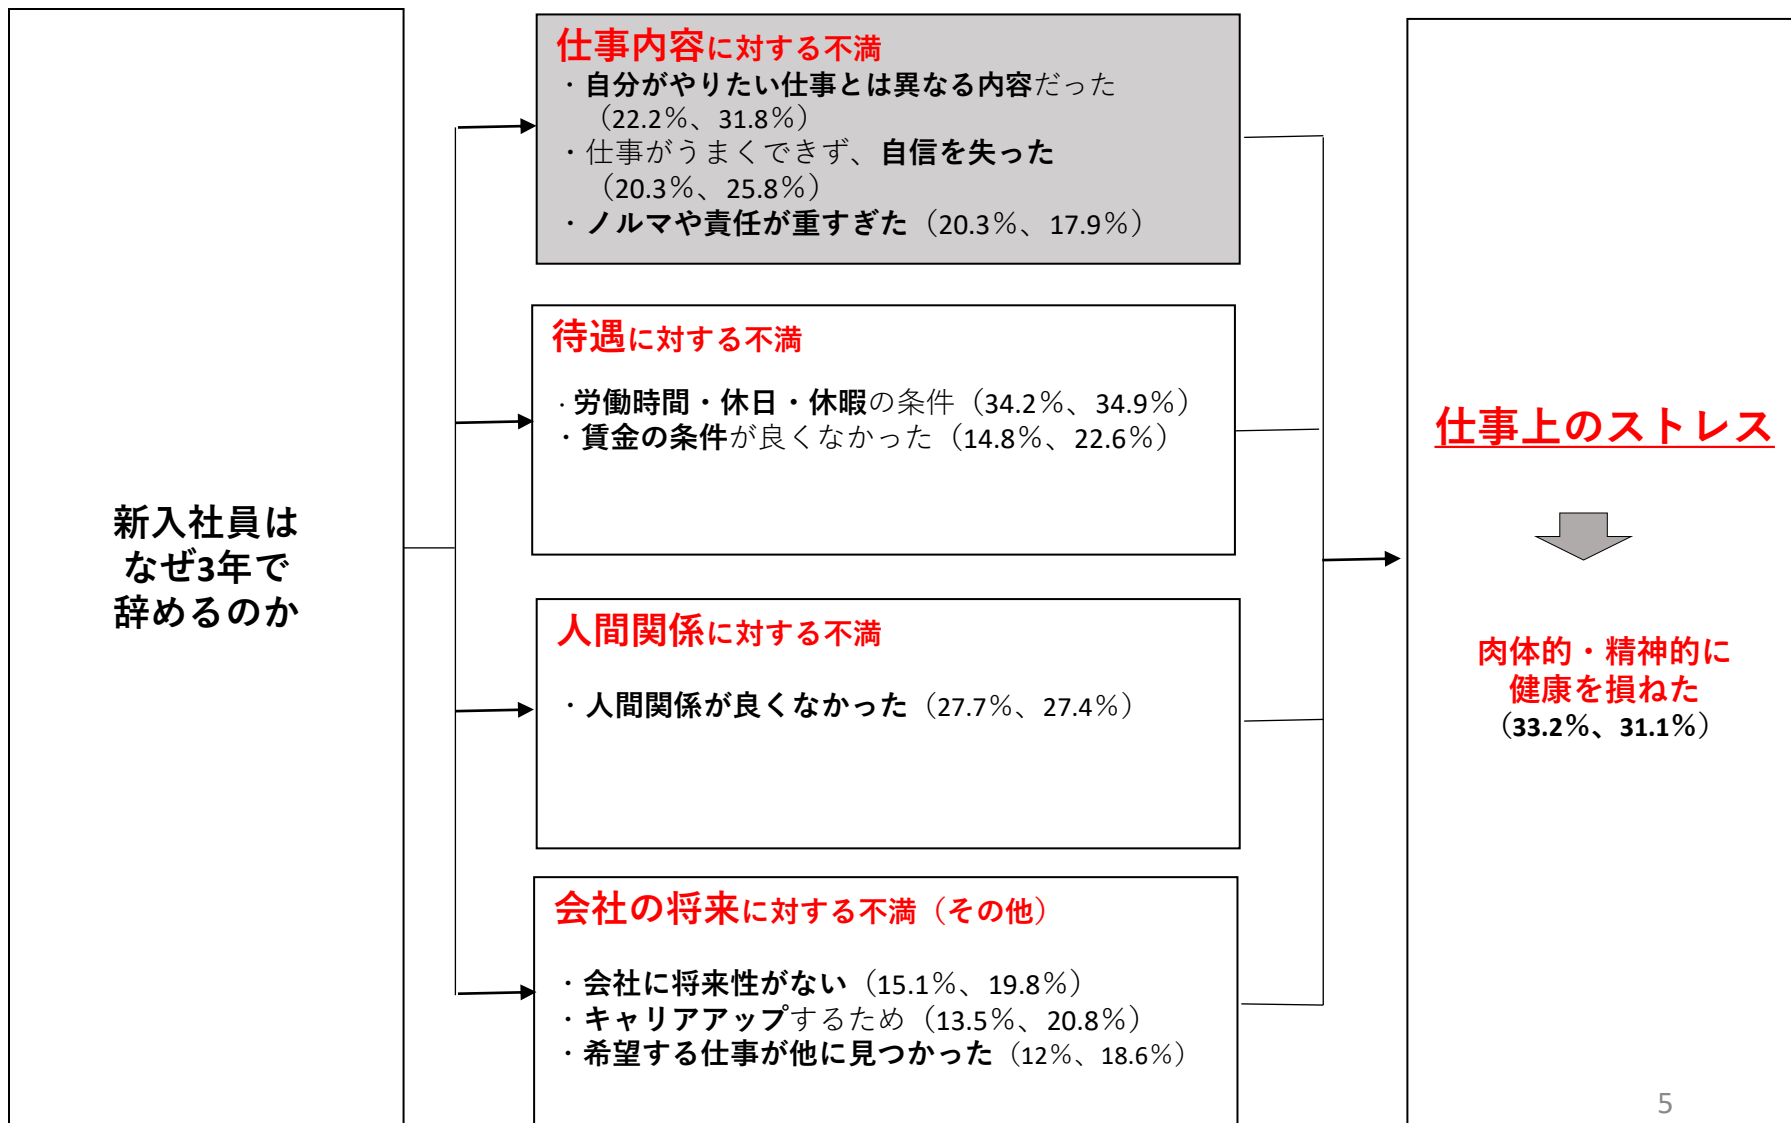 新入社員は
なぜ3年で
辞めるのか
仕事内容に対する不満
・自分がやりたい仕事とは異なる内容だった
（22.2％、31.8％）
・仕事がうまくできず、自信を失った
（20.3％、25.8％）
・ノルマや責任が重すぎた（20.3％、17.9％）
待遇に対する不満
・労働時間・休日・休暇の条件（34.2％、34.9％）
・賃金の条件が良くなかった（14.8％、22.6％）
人間関係に対する不満
・人間関係が良くなかった（27.7％、27.4％）
会社の将来に対する不満（その他）
・会社に将来性がない（15.1％、19.8％）
・キャリアアップするため（13.5％、20.8％）
・希望する仕事が他に見つかった（12％、18.6％）
仕事上のストレス
肉体的・精神的に
健康を損ねた
（33.2％、31.1％）
5